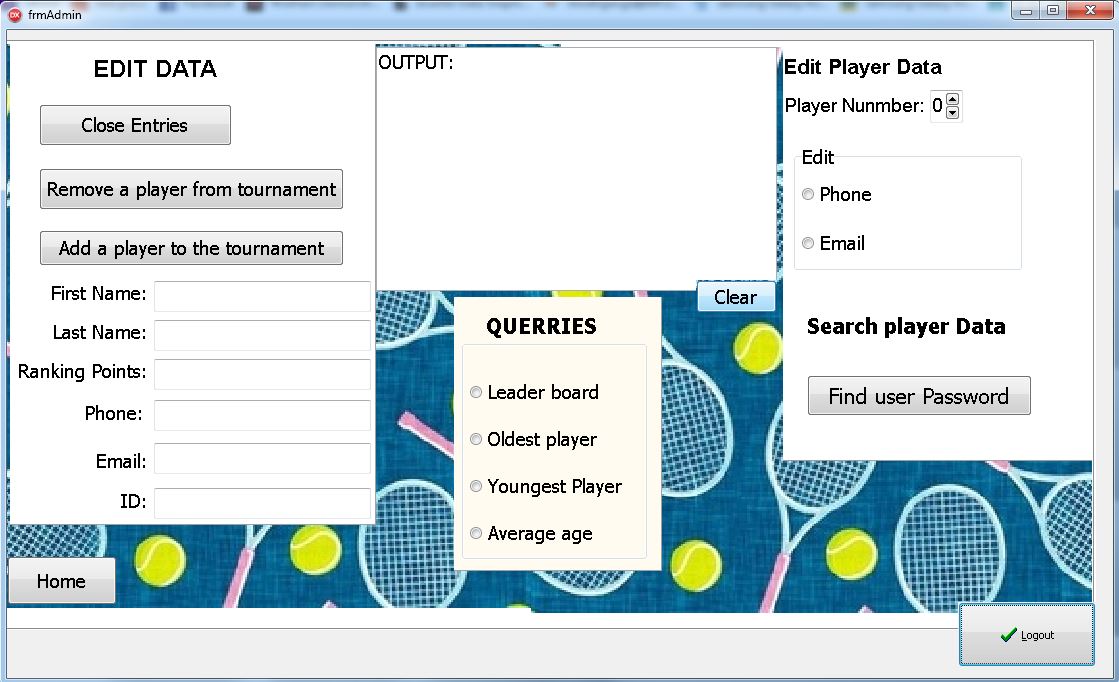 frmAdmin
EDIT DATA
Close Entries
Remove a player from tournament
Add a player to the tournament
First Name:
Last Name:
Ranking Points:
Phone:
Email:
ID:
Home
OUTPUT:
Clear
QUERRIES
Leader board
Oldest player
Youngest Player
Average age
Edit Player Data
Player Nunmber: 0
Edit
Phone
Email
Search player Data
Find user Password
Logout